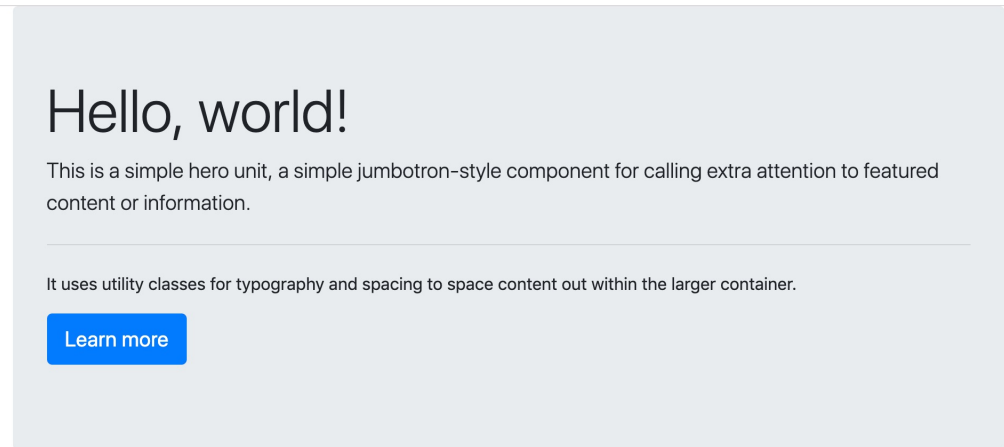 Hello, world!
This is a simple hero unit, a simple jumbotron-style component for calling extra attention to featured
content or information.
It uses utility classes for typography and spacing to space content out within the larger container.
Learn more